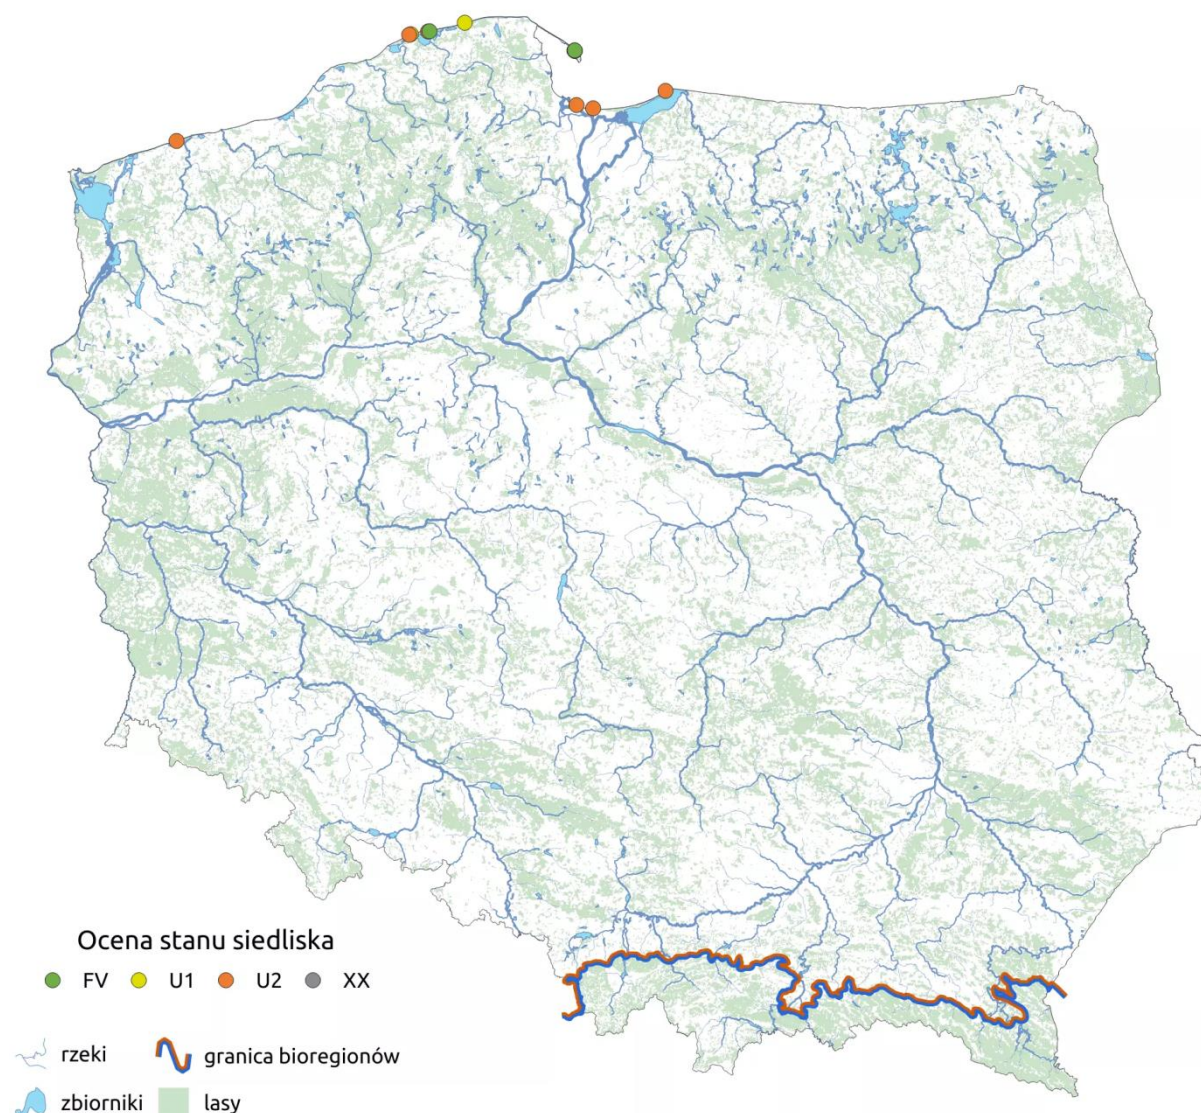 Ocena stanu siedliska
FV U1 U2 XX
rzeki granica bioregionów
zbiorniki lasy